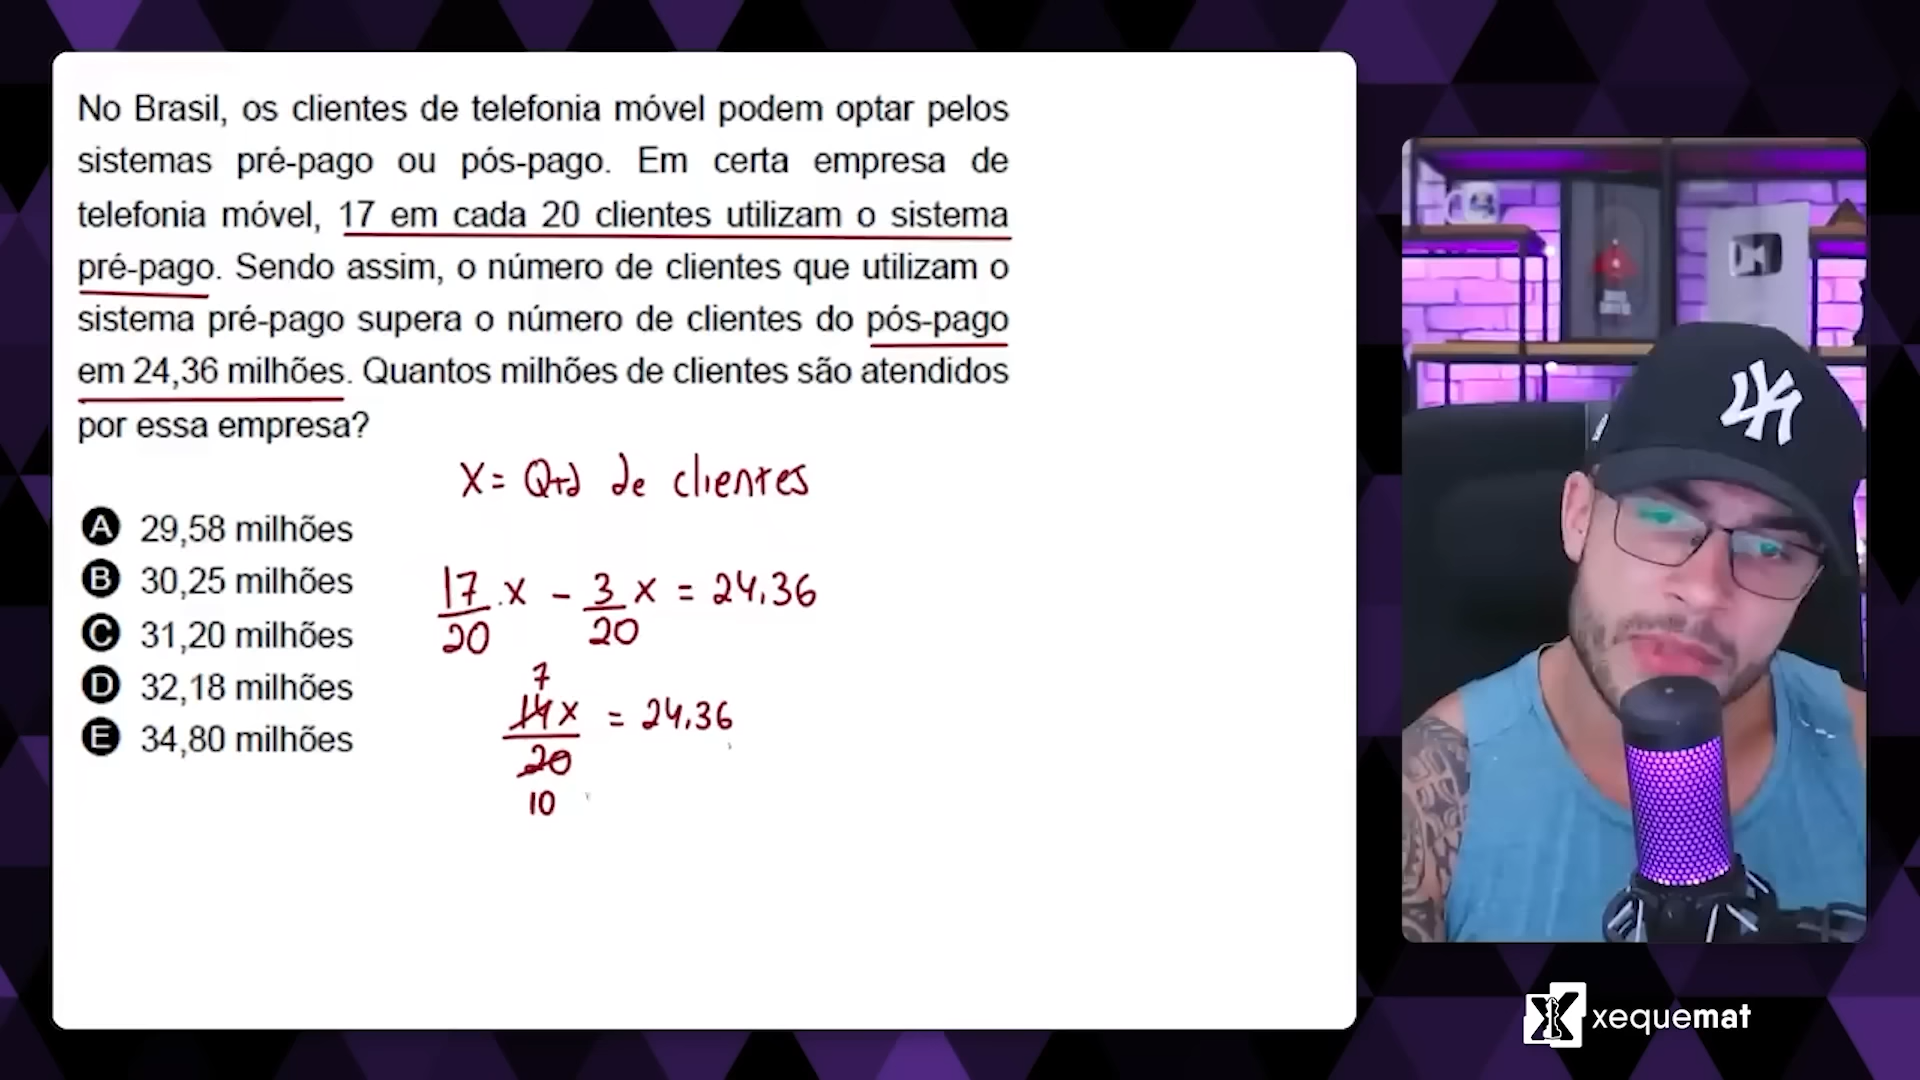 No Brasil, os clientes de telefonia móvel podem optar pelos
sistemas pré-pago ou pós-pago. Em certa empresa de
telefonia móvel, 17 em cada 20 clientes utilizam o sistema
pré-pago. Sendo assim, o número de clientes que utilizam o
sistema pré-pago supera o número de clientes do pós-pago
em 24,36 milhões. Quantos milhões de clientes são atendidos
por essa empresa?
X = Qtd de clientes
A 29,58 milhões
B 30,25 milhões
C 31,20 milhões
D 32,18 milhões
E 34,80 milhões
17/20 . x - 3/20 x = 24,36
7
14x/20 = 24,36
10
xequemat